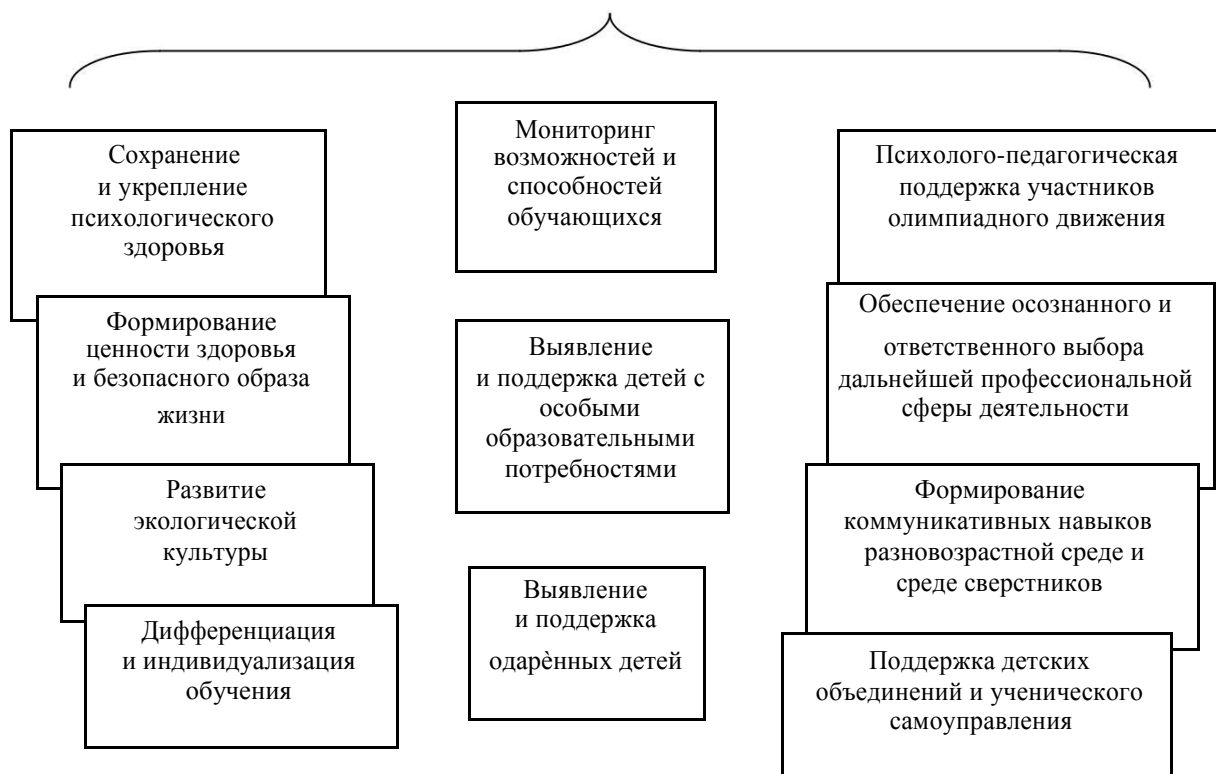 Сохранение
и укрепление
психологического
здоровья
Формирование
ценности здоровья
и безопасного образа
жизни
Развитие
экологической
культуры
Дифференциация
и индивидуализация
обучения
Мониторинг
возможностей и
способностей
обучающихся
Выявление
и поддержка детей с
особыми
образовательными
потребностями
Выявление
и поддержка
одарѐнных детей
Психолого-педагогическая
поддержка участников
олимпиадного движения
Обеспечение осознанного и
ответственного выбора
дальнейшей профессиональной
сферы деятельности
Формирование
коммуникативных навыков
разновозрастной среде и
среде сверстников
Поддержка детских
объединений и ученического
самоуправления